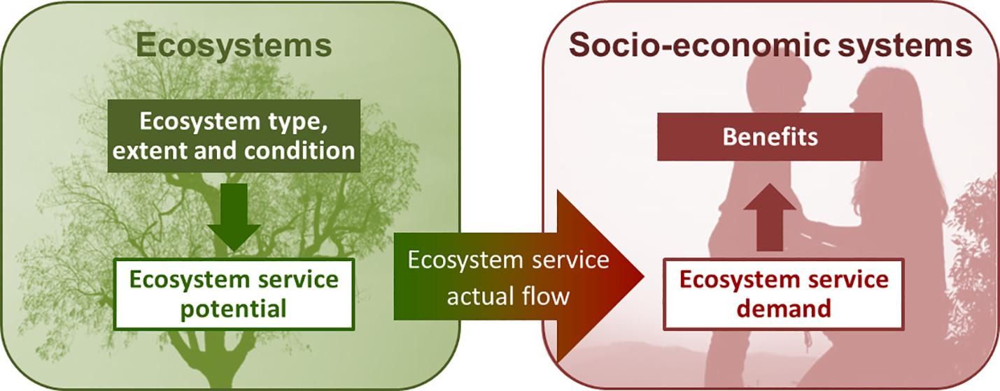 Ecosystems
Ecosystem type,
extent and condition
Ecosystem service
potential
Ecosystem service
actual flow
Socio-economic systems
Benefits
Ecosystem service
demand